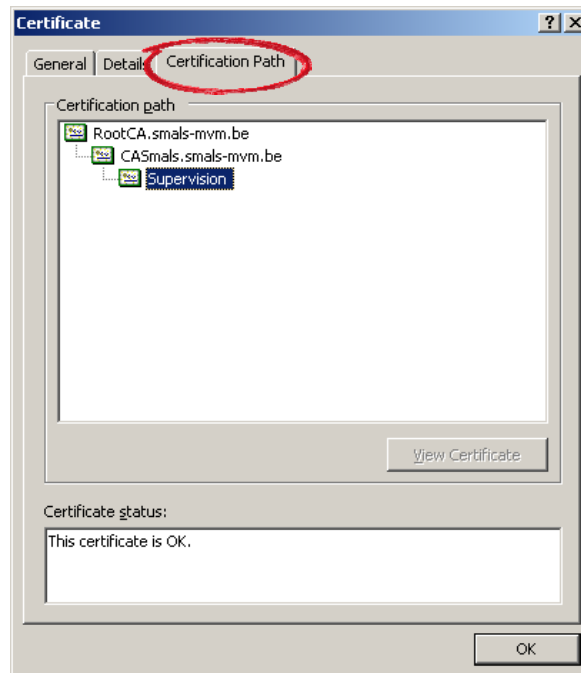 Certificate
General Details Certification Path
Certification path
RootCA.smals-mvm.be
CASmals.smals-mvm.be
Supervision
View Certificate
Certificate status:
This certificate is OK.
OK